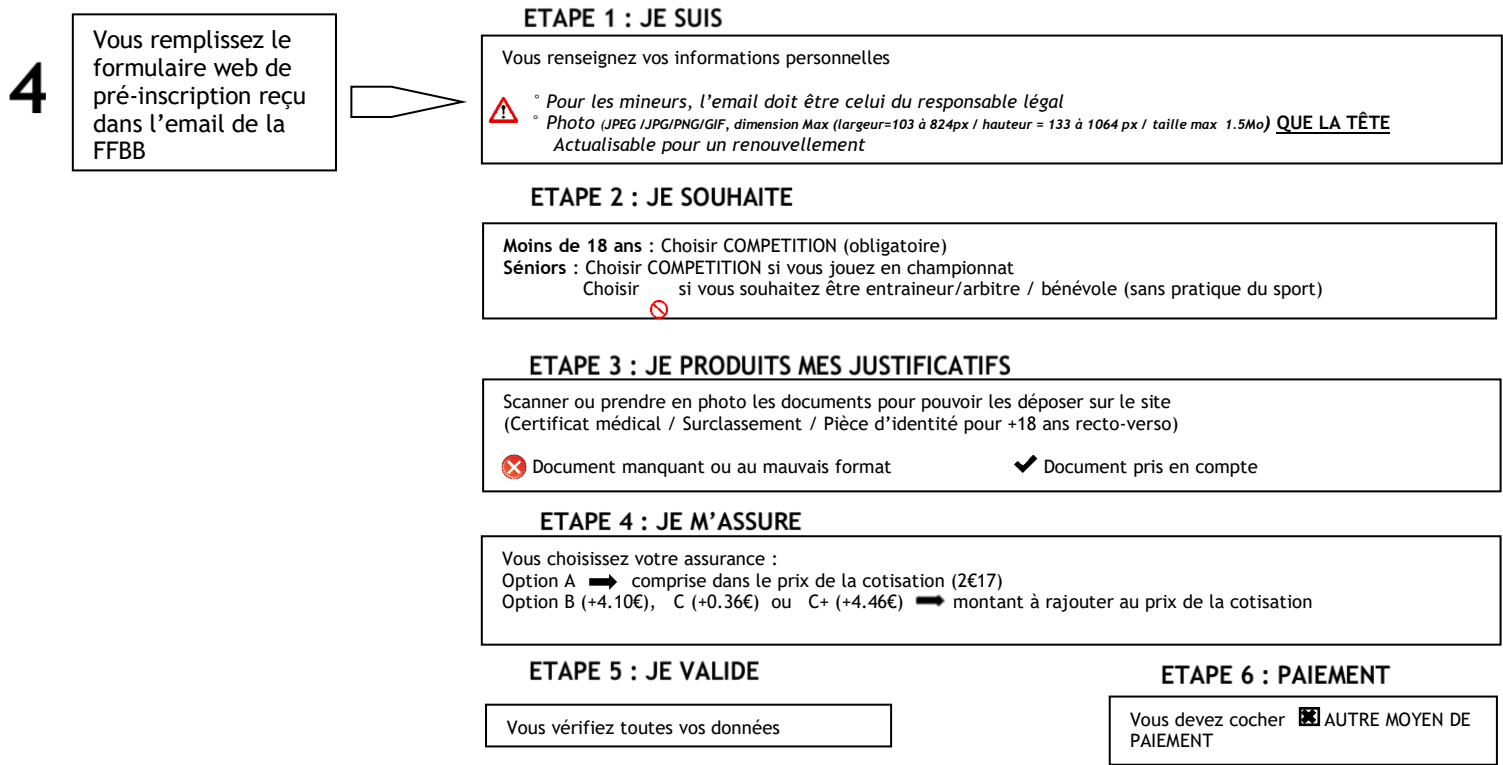 4
Vous remplissez le
formulaire web de
pré-inscription reçu
dans l'email de la
FFBB
ETAPE 1 : JE SUIS
Vous renseignez vos informations personnelles
° Pour les mineurs, l'email doit être celui du responsable légal
° Photo (JPEG /JPG/PNG/GIF, dimension Max (largeur=103 à 824px / hauteur = 133 à 1064 px / taille max 1.5Mo) QUE LA TÊTE
Actualisable pour un renouvellement
ETAPE 2 : JE SOUHAITE
Moins de 18 ans : Choisir COMPETITION (obligatoire)
Séniors : Choisir COMPETITION si vous jouez en championnat
Choisir si vous souhaitez être entraineur/arbitre / bénévole (sans pratique du sport)
ETAPE 3 : JE PRODUITS MES JUSTIFICATIFS
Scanner ou prendre en photo les documents pour pouvoir les déposer sur le site
(Certificat médical / Surclassement / Pièce d'identité pour +18 ans recto-verso)
Document manquant ou au mauvais format ✔ Document pris en compte
ETAPE 4 : JE M'ASSURE
Vous choisissez votre assurance :
Option A ➡ comprise dans le prix de la cotisation (2€17)
Option B (+4.10€), C (+0.36€) ou C+ (+4.46€) ➡ montant à rajouter au prix de la cotisation
ETAPE 5 : JE VALIDE
Vous vérifiez toutes vos données
ETAPE 6 : PAIEMENT
Vous devez cocher AUTRE MOYEN DE
PAIEMENT